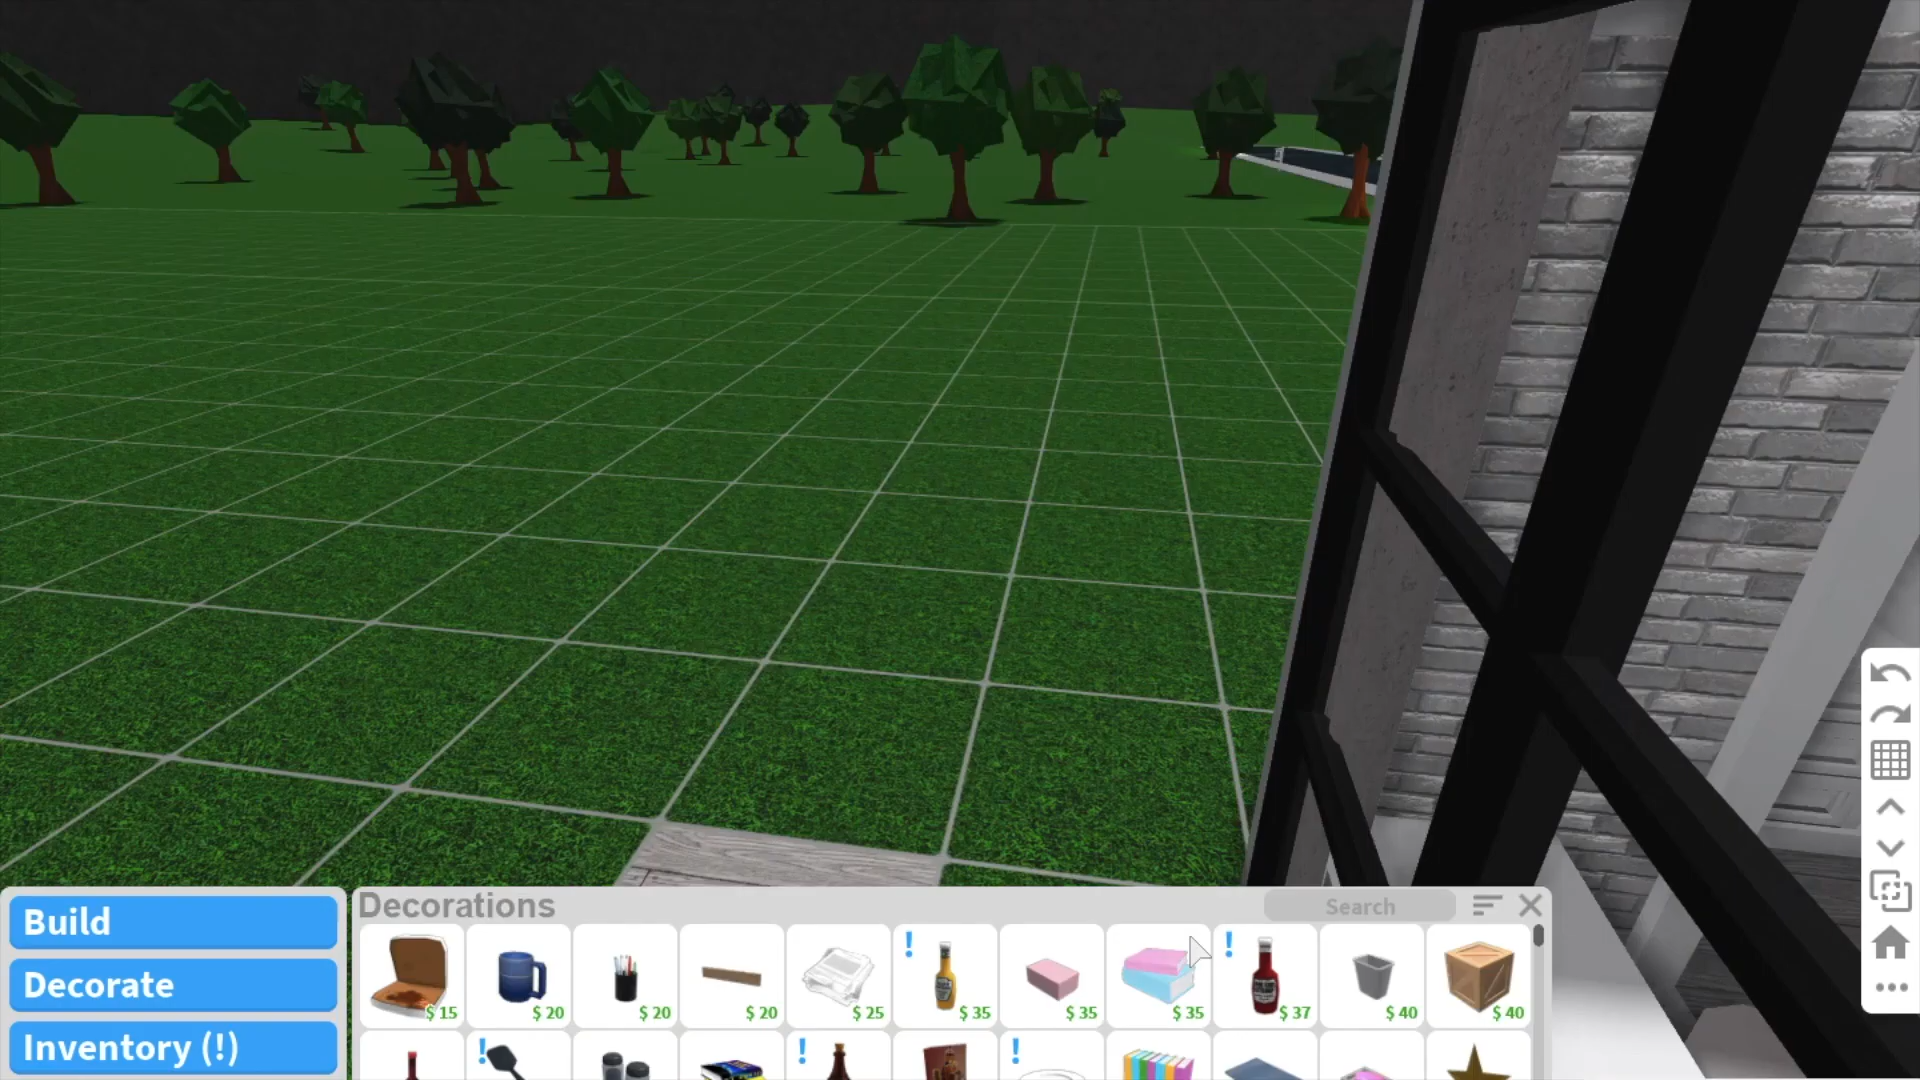 Build
Decorate
Inventory (!)
Decorations
Search
$ 15
$ 20
$ 20
$ 20
$ 25
! $ 35
$ 35
$ 35
! $ 37
$ 40
$ 40
!
!
!